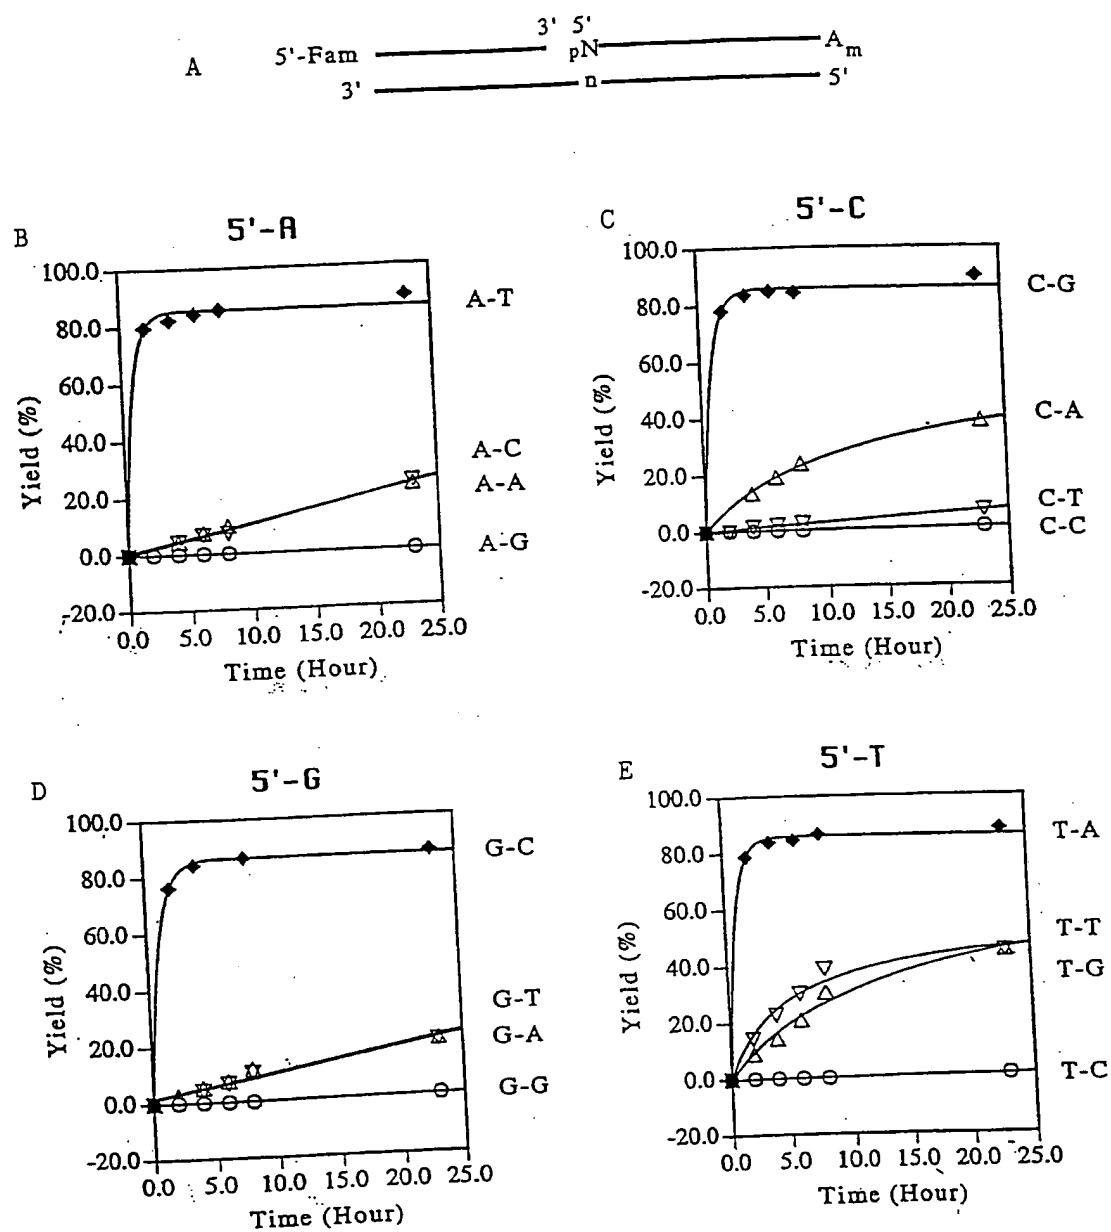 A
5'-Fam
3' 5'
pN
Am
3'
n
5'
B
5'-A
100.0
80.0
60.0
40.0
20.0
0.0
-20.0
Yield (%)
0.0 5.0 10.0 15.0 20.0 25.0
Time (Hour)
A-T
A-C
A-A
A-G
C
5'-C
100.0
80.0
60.0
40.0
20.0
0.0
-20.0
Yield (%)
0.0 5.0 10.0 15.0 20.0 25.0
Time (Hour)
C-G
C-A
C-T
C-C
D
5'-G
100.0
80.0
60.0
40.0
20.0
0.0
-20.0
Yield (%)
0.0 5.0 10.0 15.0 20.0 25.0
Time (Hour)
G-C
G-T
G-A
G-G
E
5'-T
100.0
80.0
60.0
40.0
20.0
0.0
-20.0
Yield (%)
0.0 5.0 10.0 15.0 20.0 25.0
Time (Hour)
T-A
T-T
T-G
T-C